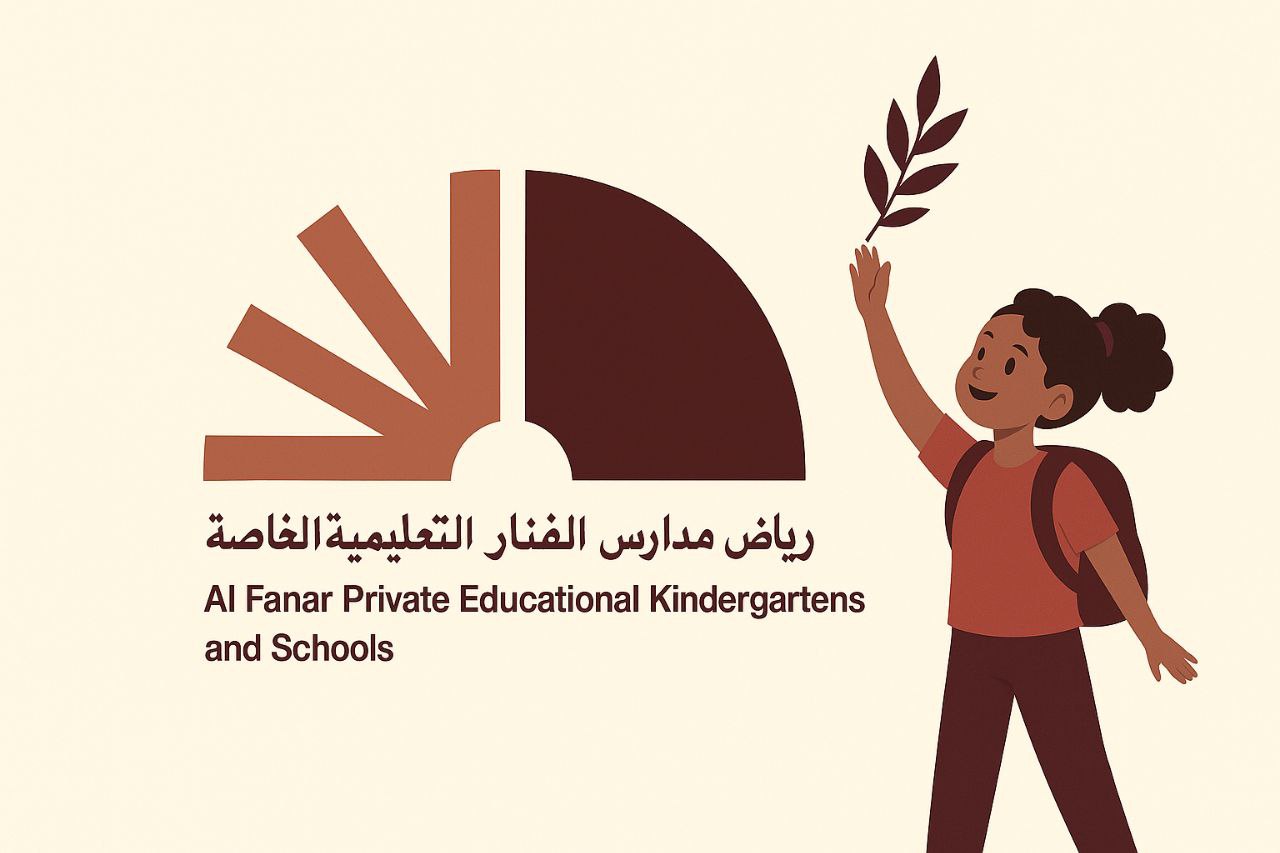 رياض مدارس الفنار التعليمية الخاصة
Al Fanar Private Educational Kindergartens
and Schools